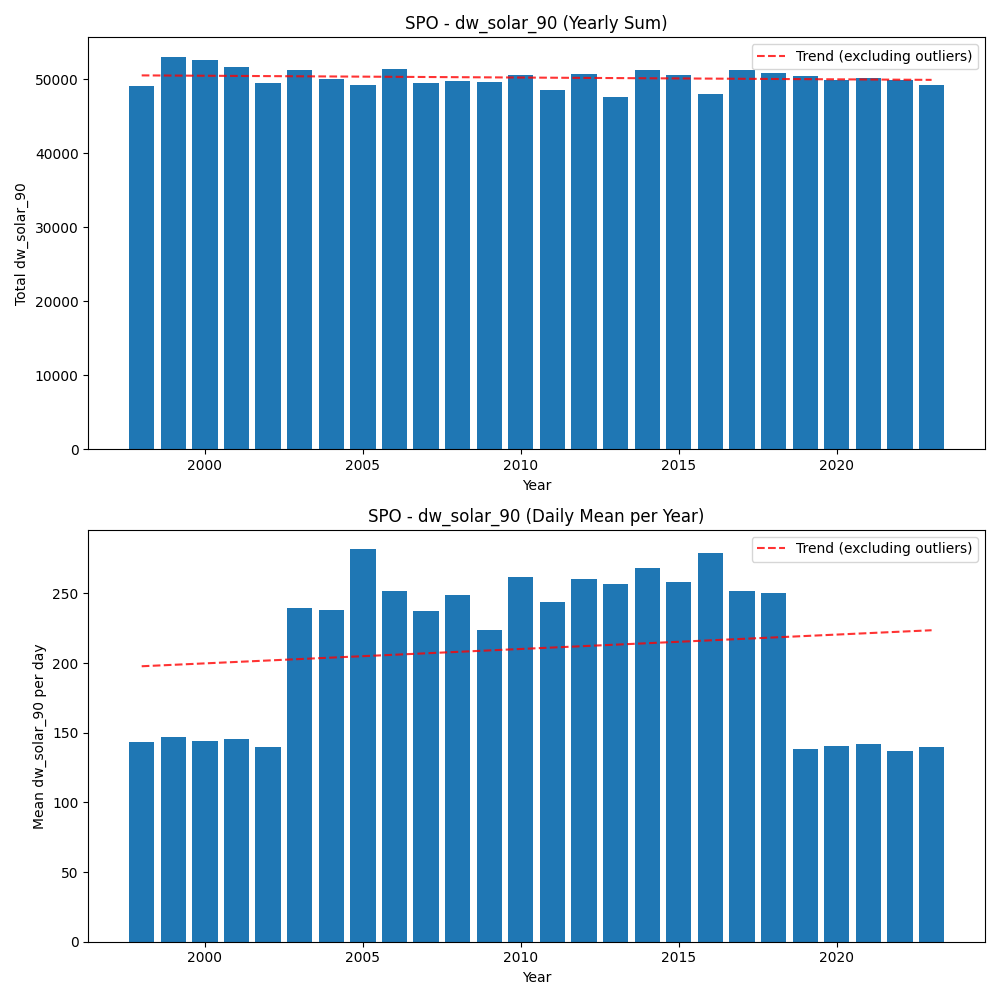 SPO - dw_solar_90 (Yearly Sum)
Trend (excluding outliers)
50000
40000
30000
20000
10000
0
Total dw_solar_90
2000 2005 2010 2015 2020
Year
SPO - dw_solar_90 (Daily Mean per Year)
Trend (excluding outliers)
250
200
150
100
50
0
Mean dw_solar_90 per day
2000 2005 2010 2015 2020
Year